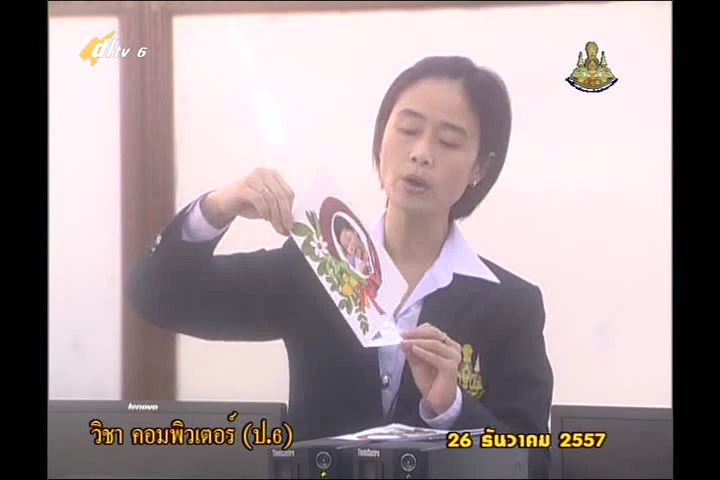 dltv 6
lenovo
วิชา คอมพิวเตอร์ (ป.6)
ThinkCentre
ThinkCentre
26 ธันวาคม 2557